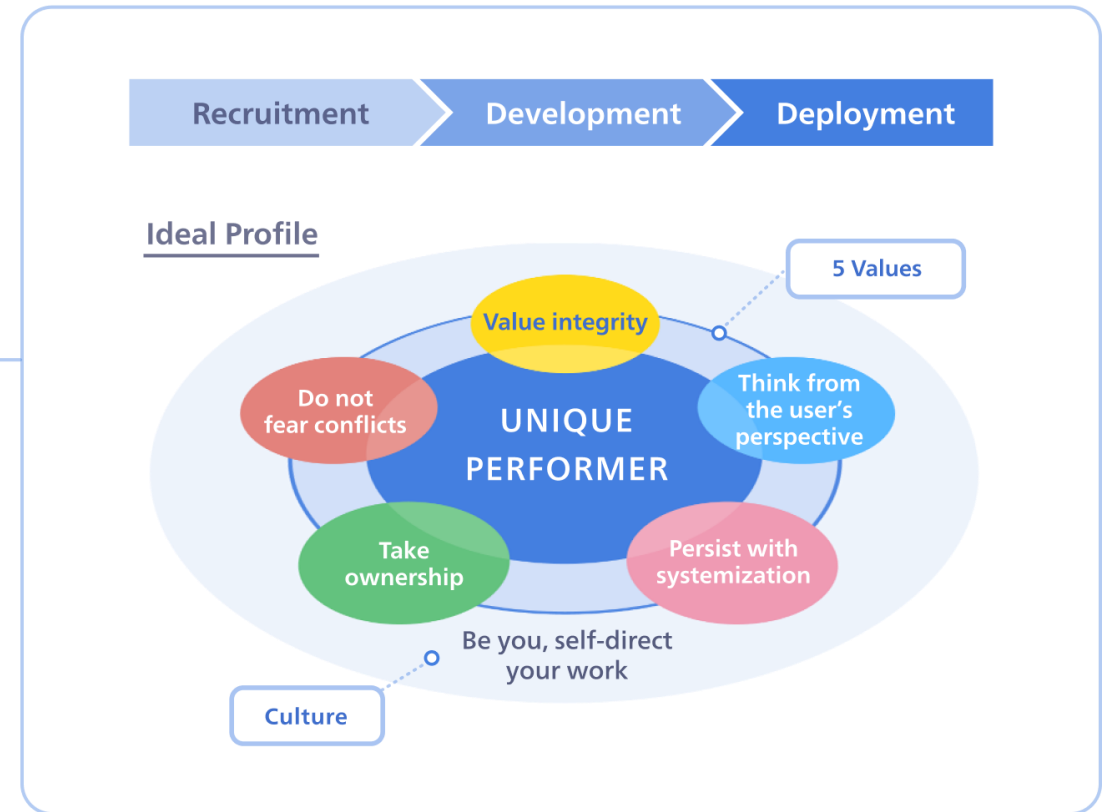 Recruitment
Development
Deployment
Ideal Profile
5 Values
Value integrity
Do not
fear conflicts
Think from
the user’s
perspective
UNIQUE
PERFORMER
Take
ownership
Persist with
systemization
Be you, self-direct
your work
Culture